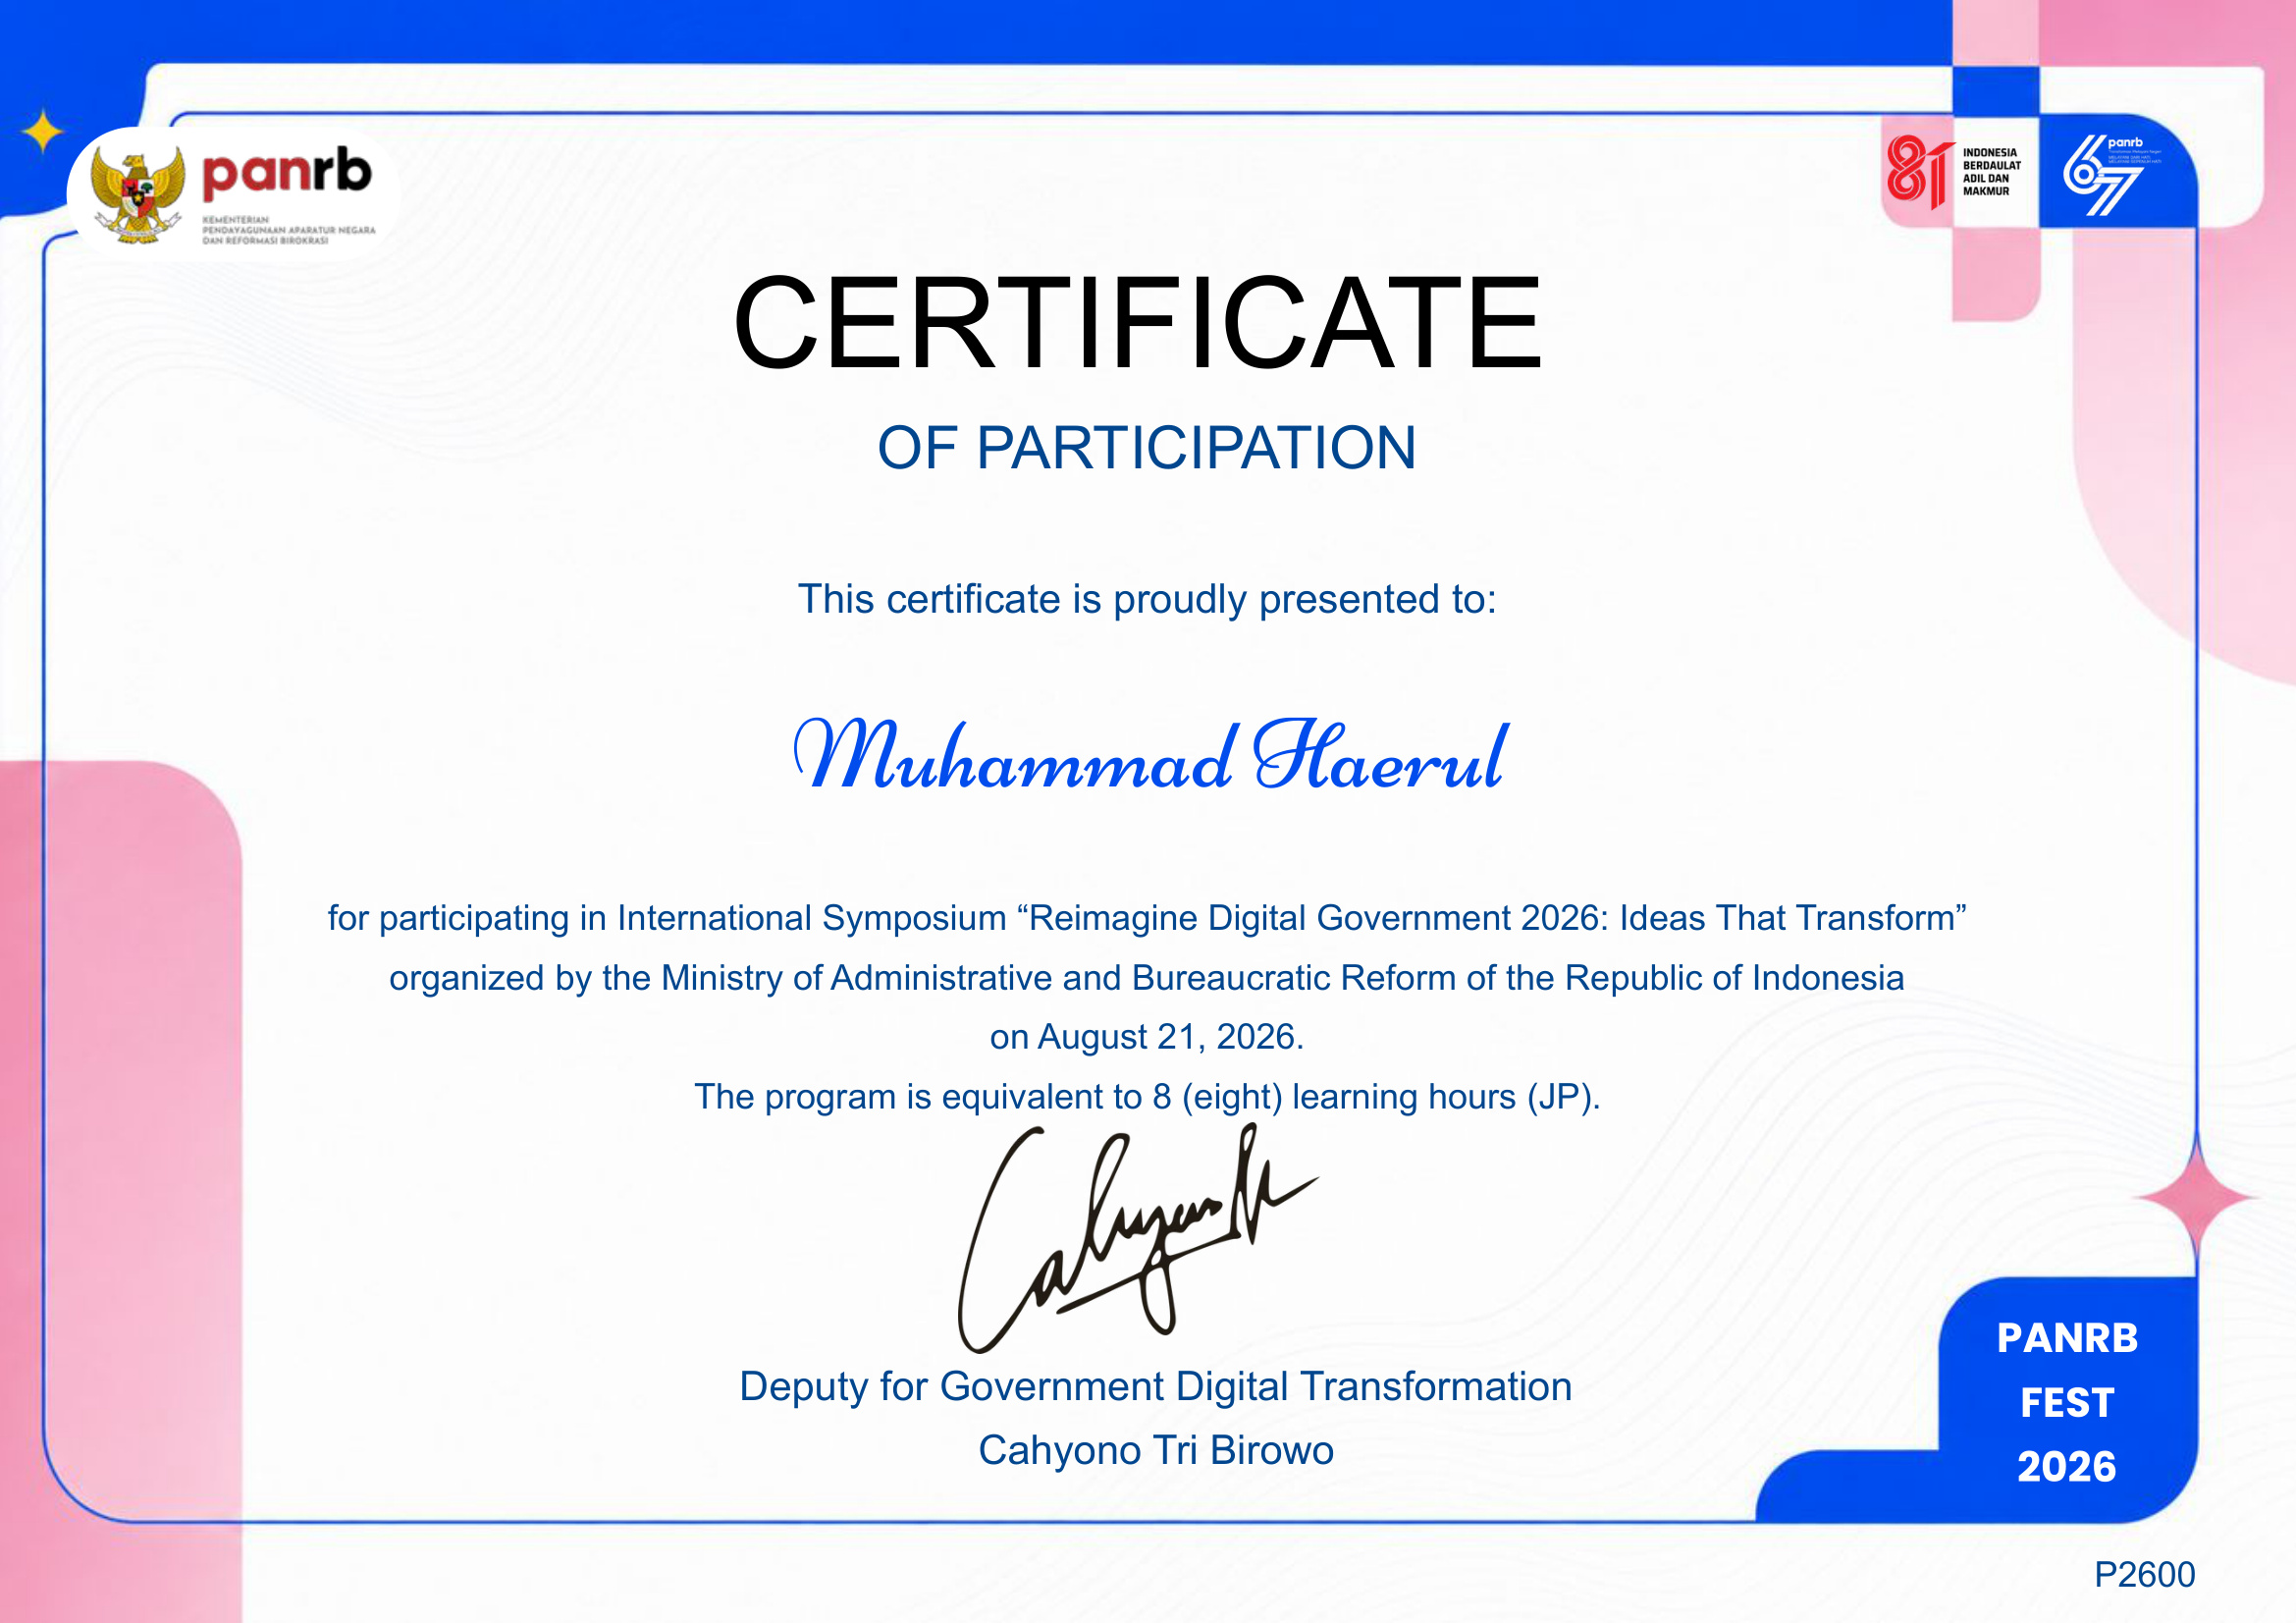 panrb
KEMENTERIAN
PENDAYAGUNAAN APARATUR NEGARA
DAN REFORMASI BIROKRASI
81
INDONESIA
BERDAULAT
ADIL DAN
MAKMUR
67
panrb
CERTIFICATE
OF PARTICIPATION
This certificate is proudly presented to:
Muhammad Haerul
for participating in International Symposium “Reimagine Digital Government 2026: Ideas That Transform”
organized by the Ministry of Administrative and Bureaucratic Reform of the Republic of Indonesia
on August 21, 2026.
The program is equivalent to 8 (eight) learning hours (JP).
Deputy for Government Digital Transformation
Cahyono Tri Birowo
PANRB
FEST
2026
P2600